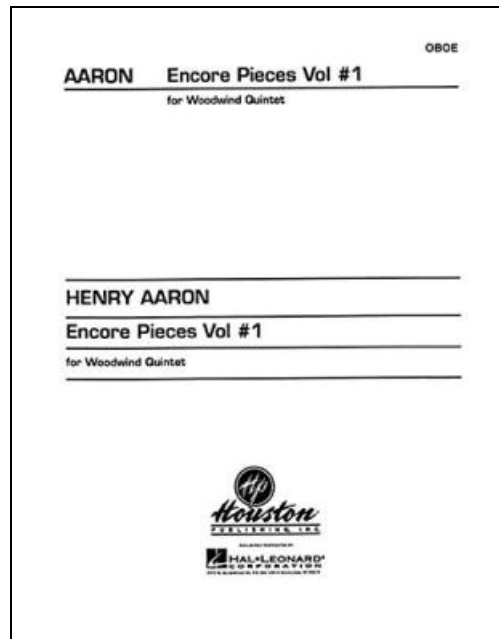 OBOE
AARON Encore Pieces Vol #1
for Woodwind Quintet
HENRY AARON
Encore Pieces Vol #1
for Woodwind Quintet
Hp
Houston
PUBLISHING, INC.
HAL•LEONARD®
CORPORATION